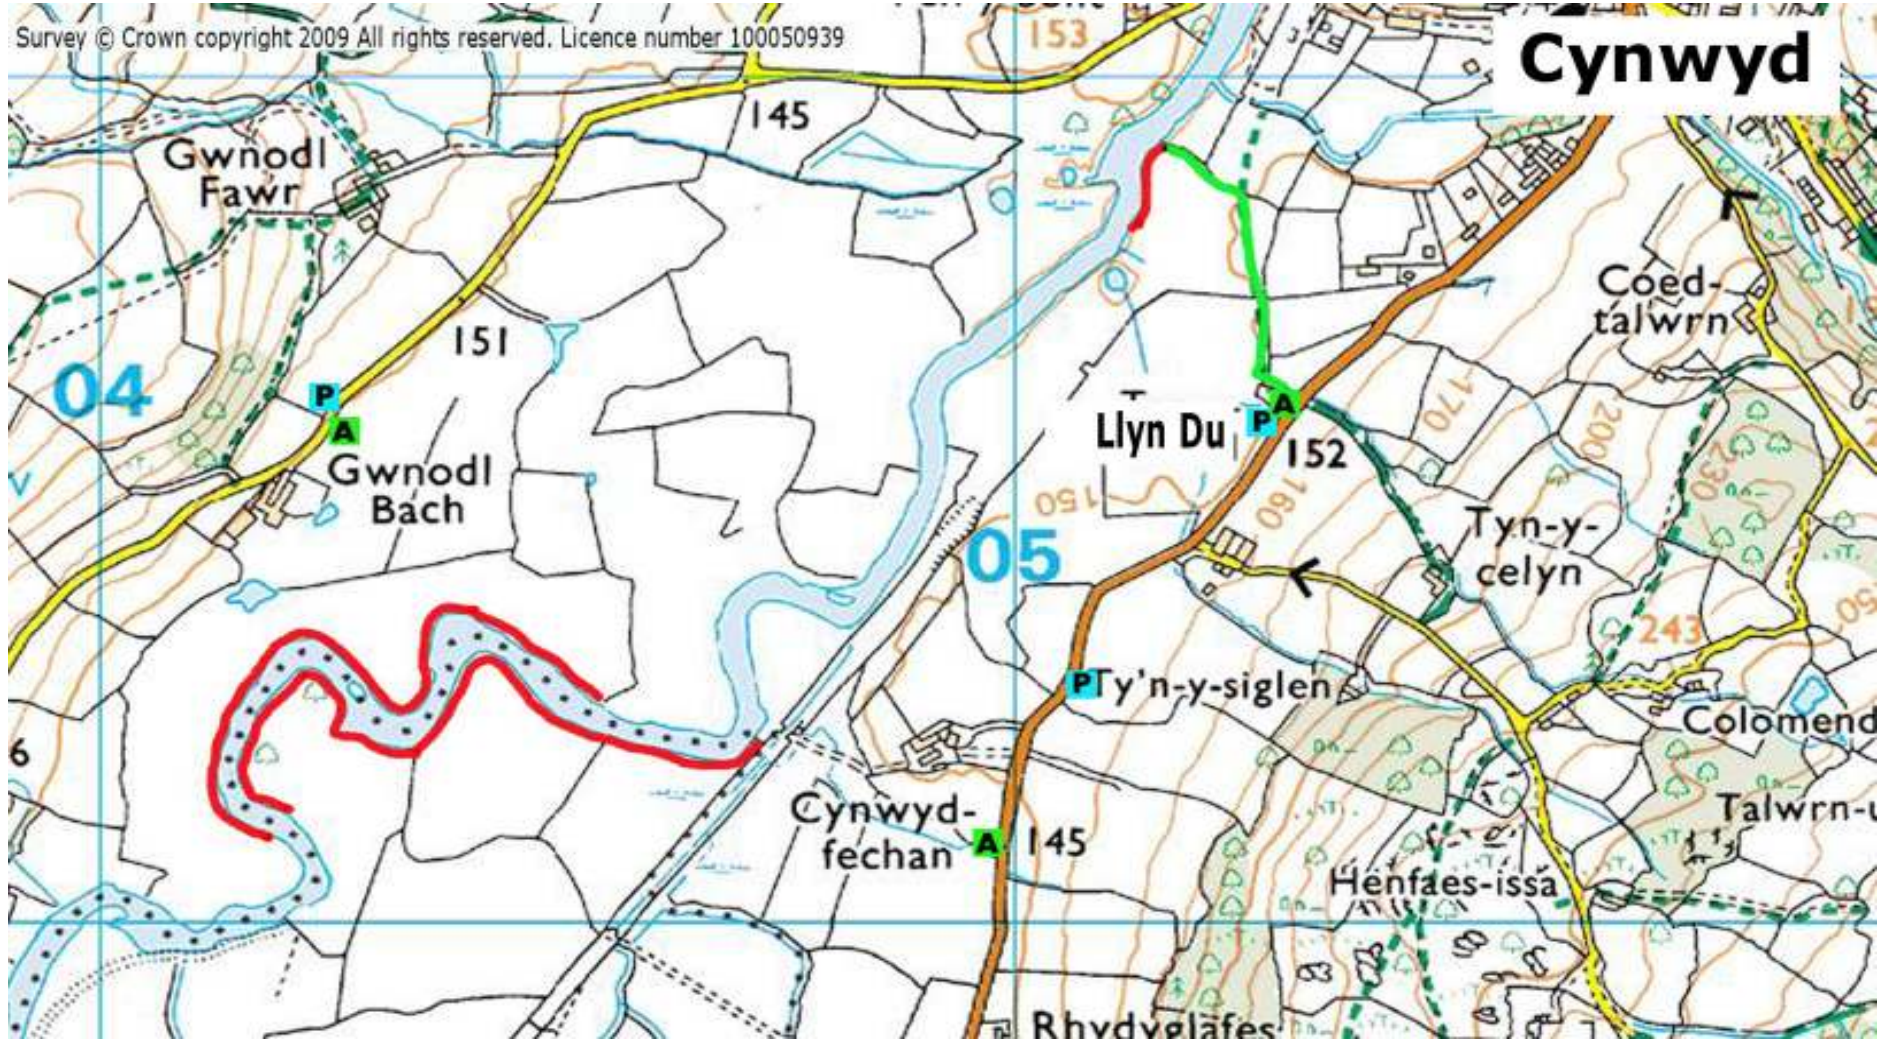 Survey © Crown copyright 2009 All rights reserved. Licence number 100050939
153
Cynwyd
145
Gwnodl
Fawr
Coed-
talwrn
151
04
P
A
170
A
P
Llyn Du
152
200
230
Gwnodl
Bach
150
160
05
Tyn-y-
celyn
243
P
Ty'n-y-siglen
Colomend
6
Cynwyd-
fechan
A
145
Talwrn-u
Henfaes-issa
Rhydyglafes